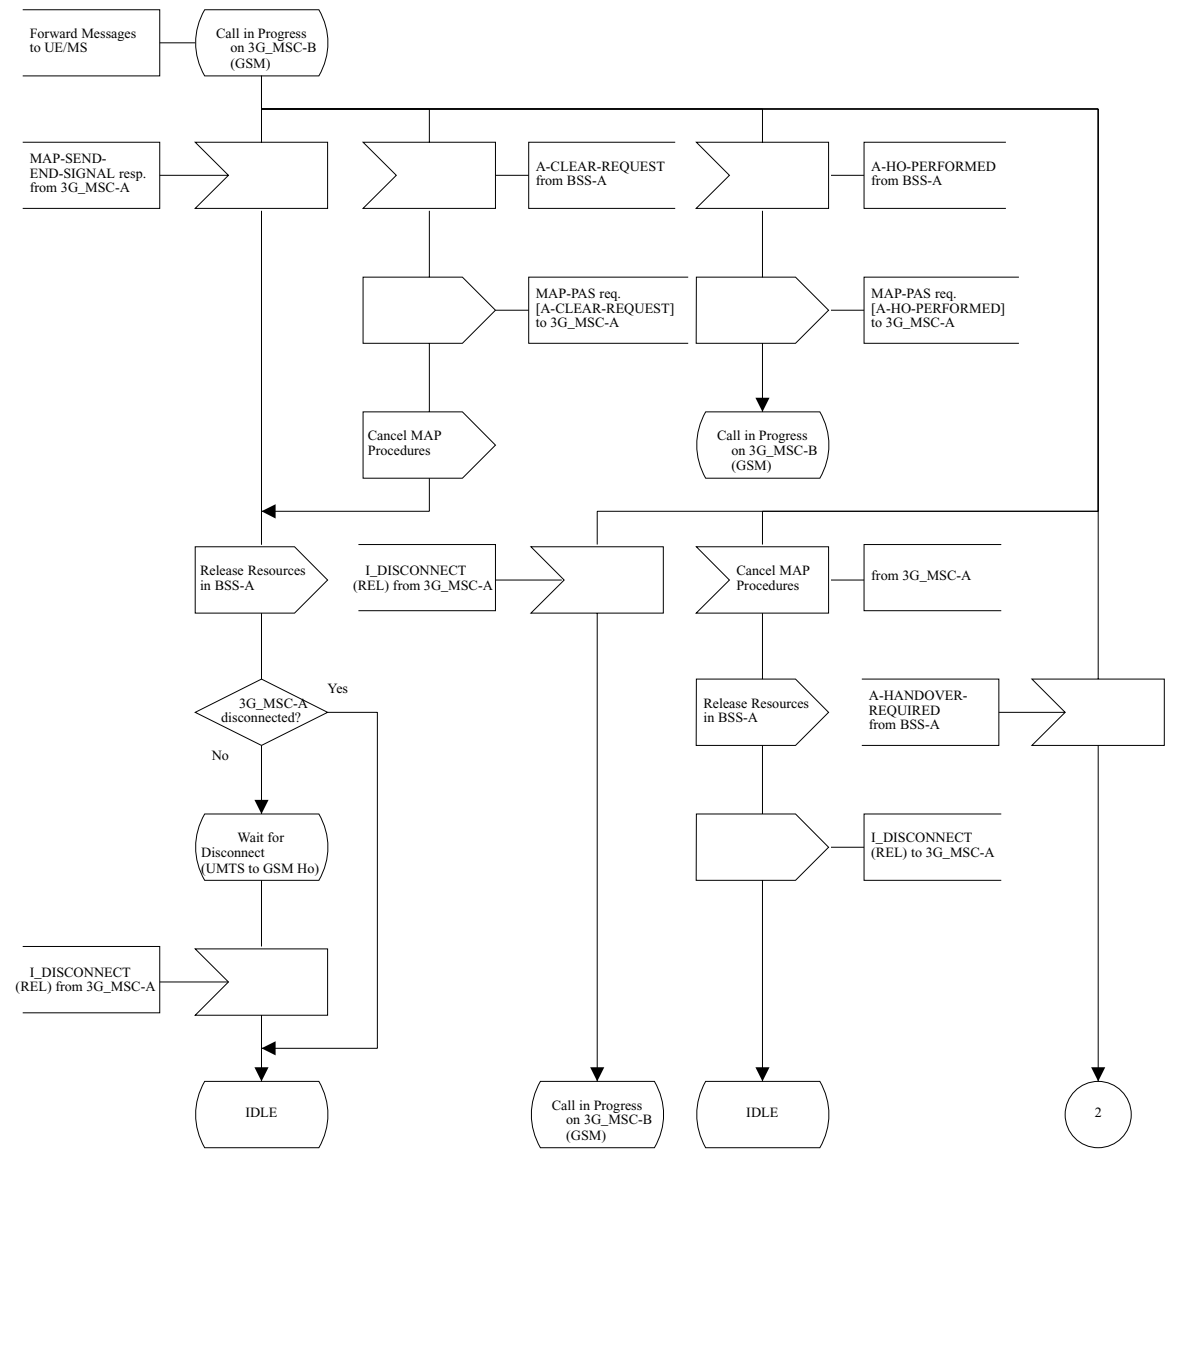 Forward Messages
to UE/MS
Call in Progress
on 3G_MSC-B
(GSM)
MAP-SEND-
END-SIGNAL resp.
from 3G_MSC-A
A-CLEAR-REQUEST
from BSS-A
A-HO-PERFORMED
from BSS-A
MAP-PAS req.
[A-CLEAR-REQUEST]
to 3G_MSC-A
MAP-PAS req.
[A-HO-PERFORMED]
to 3G_MSC-A
Cancel MAP
Procedures
Call in Progress
on 3G_MSC-B
(GSM)
Release Resources
in BSS-A
I_DISCONNECT
(REL) from 3G_MSC-A
Cancel MAP
Procedures
from 3G_MSC-A
3G_MSC-A
disconnected?
Yes
No
Release Resources
in BSS-A
A-HANDOVER-
REQUIRED
from BSS-A
Wait for
Disconnect
(UMTS to GSM Ho)
I_DISCONNECT
(REL) to 3G_MSC-A
I_DISCONNECT
(REL) from 3G_MSC-A
IDLE
Call in Progress
on 3G_MSC-B
(GSM)
IDLE
2